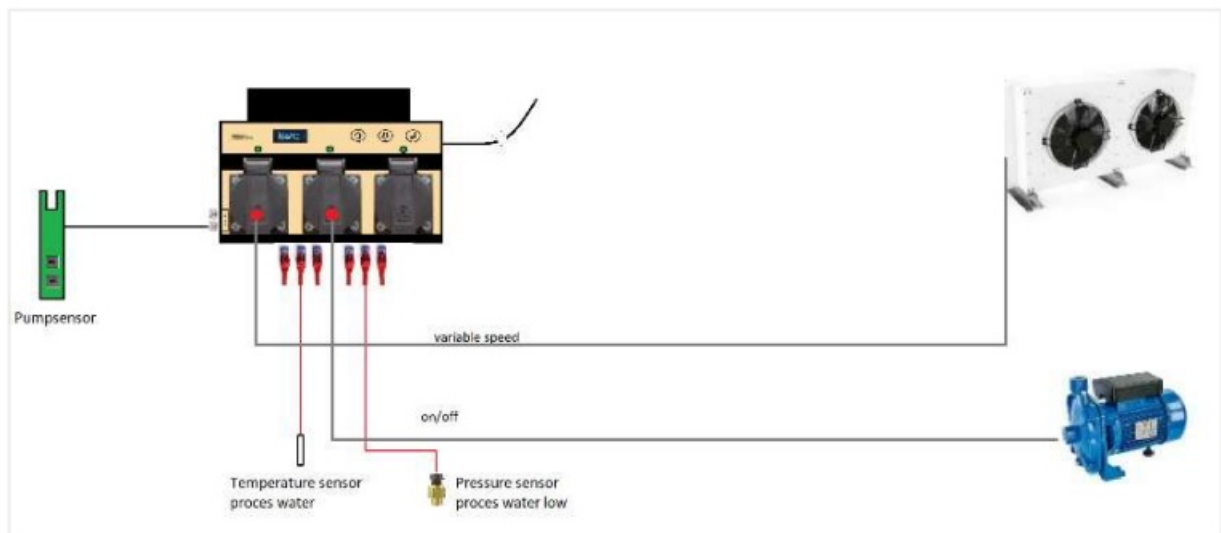 Pumpsensor
variable speed
on/off
Temperature sensor
proces water
Pressure sensor
proces water low